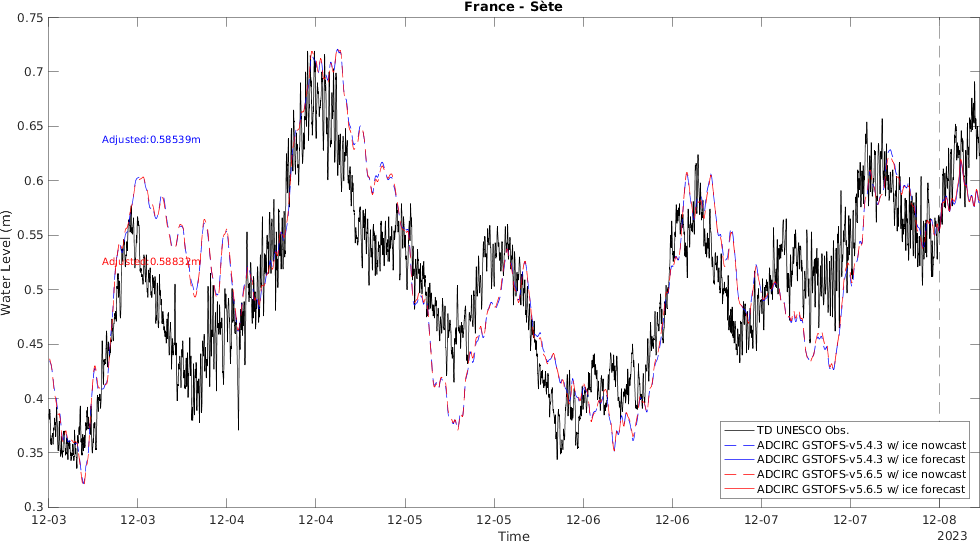 France - Sète
Water Level (m)
0.75
0.7
0.65
0.6
0.55
0.5
0.45
0.4
0.35
0.3
Adjusted:0.58539m
Adjusted:0.58832m
TD UNESCO Obs.
ADCIRC GSTOFS-v5.4.3 w/ ice nowcast
ADCIRC GSTOFS-v5.4.3 w/ ice forecast
ADCIRC GSTOFS-v5.6.5 w/ ice nowcast
ADCIRC GSTOFS-v5.6.5 w/ ice forecast
12-03 12-03 12-04 12-04 12-05 12-05 12-06 12-06 12-07 12-07 12-08
2023
Time